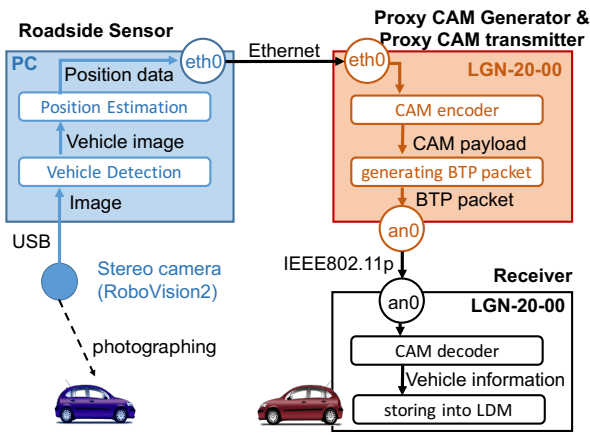 Roadside Sensor
PC
Position data
eth0
Position Estimation
Vehicle image
Vehicle Detection
Image
USB
Stereo camera
(RoboVision2)
photographing
Ethernet
Proxy CAM Generator &
Proxy CAM transmitter
eth0
LGN-20-00
CAM encoder
CAM payload
generating BTP packet
BTP packet
an0
IEEE802.11p
Receiver
an0
LGN-20-00
CAM decoder
Vehicle information
storing into LDM